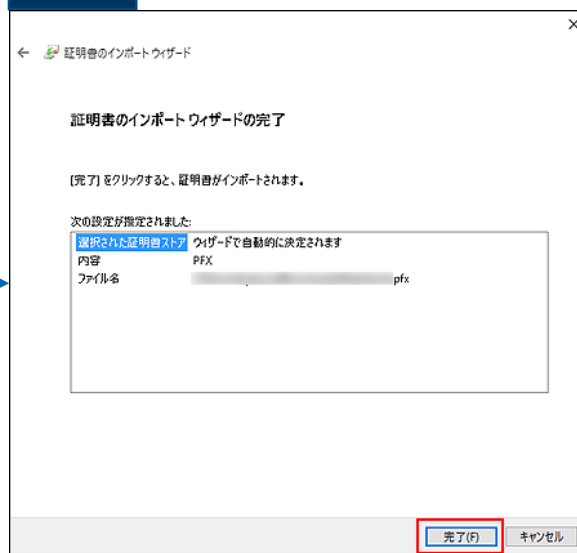 証明書のインポート ウィザード
証明書のインポート ウィザードの完了
[完了] をクリックすると、証明書がインポートされます。
次の設定が指定されました:
選択された証明書ストア ウィザードで自動的に決定されます
内容 PFX
ファイル名 pfx
完了(F) キャンセル